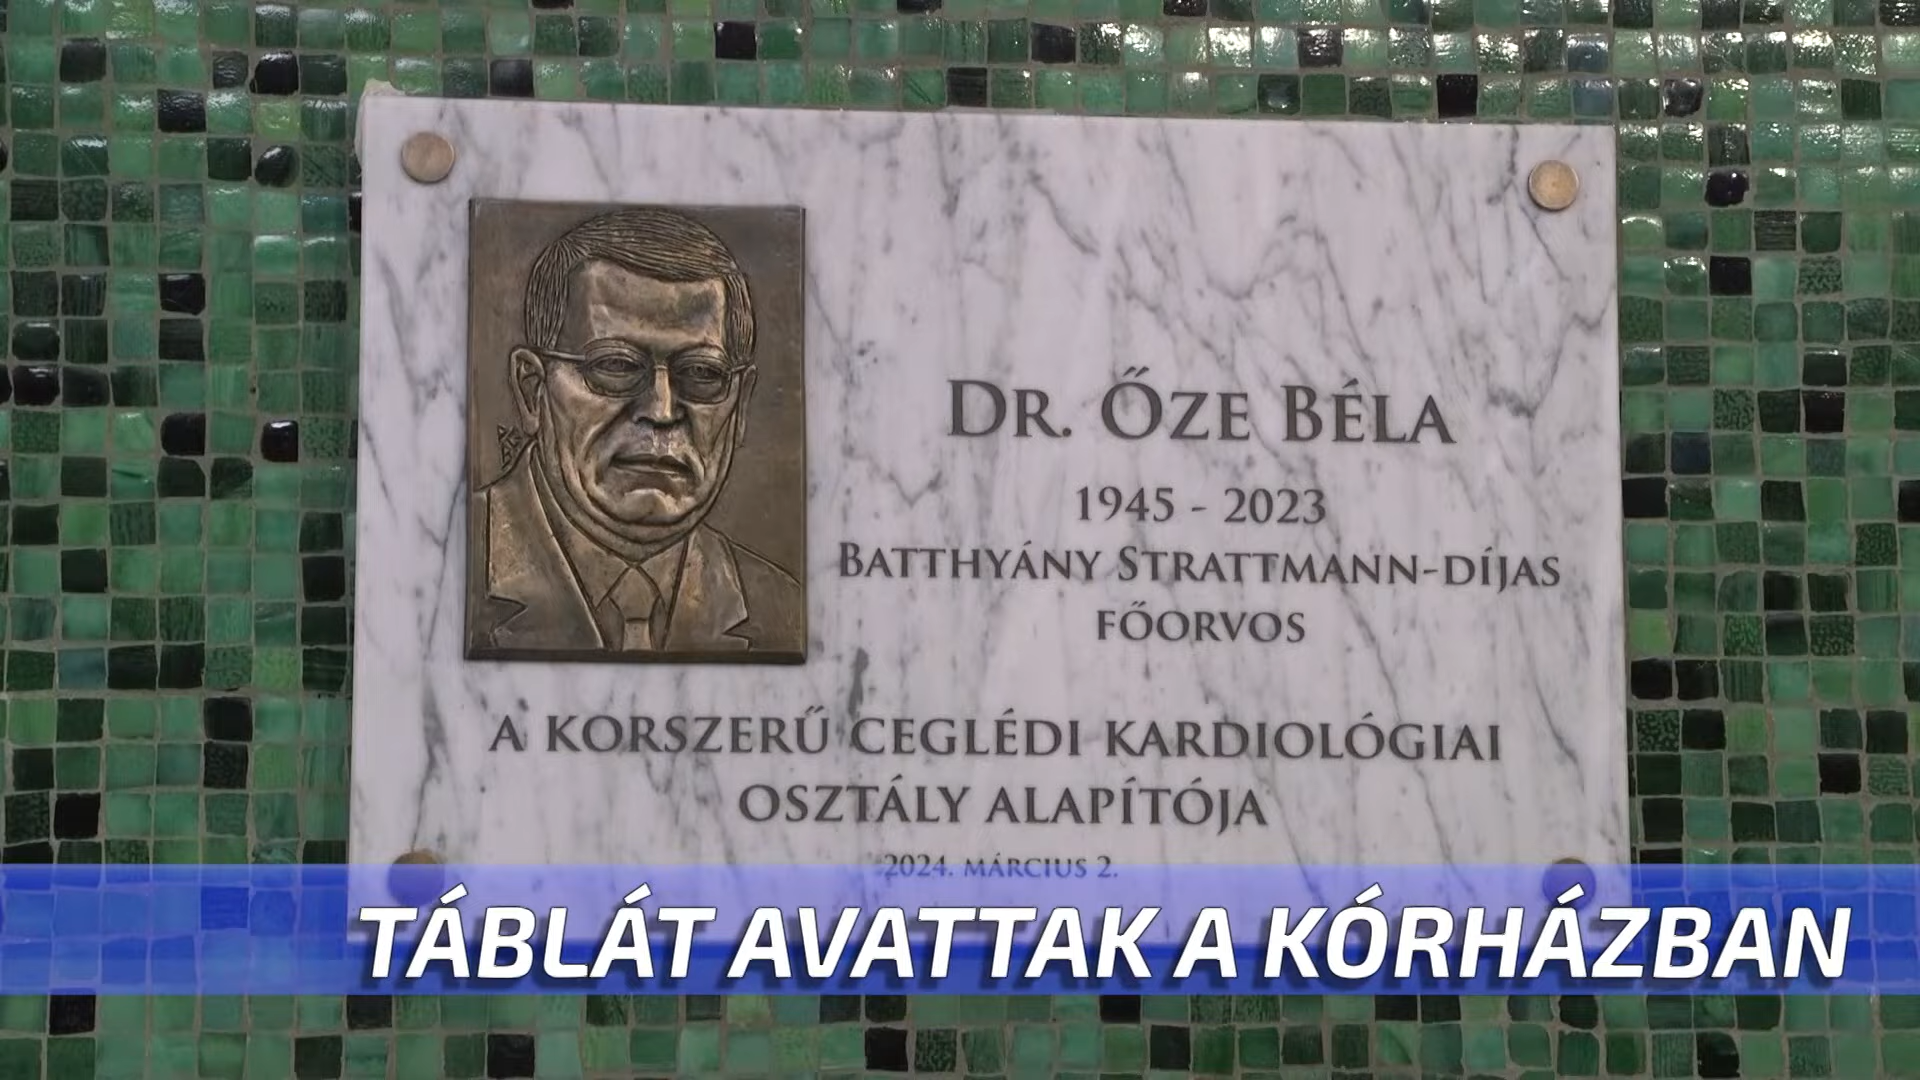 Dr. Őze Béla
1945 - 2023
Batthyány Strattmann-díjas
főorvos
A korszerű ceglédi kardiológiai
osztály alapítója
2024. március 2.
TÁBLÁT AVATTAK A KÓRHÁZBAN